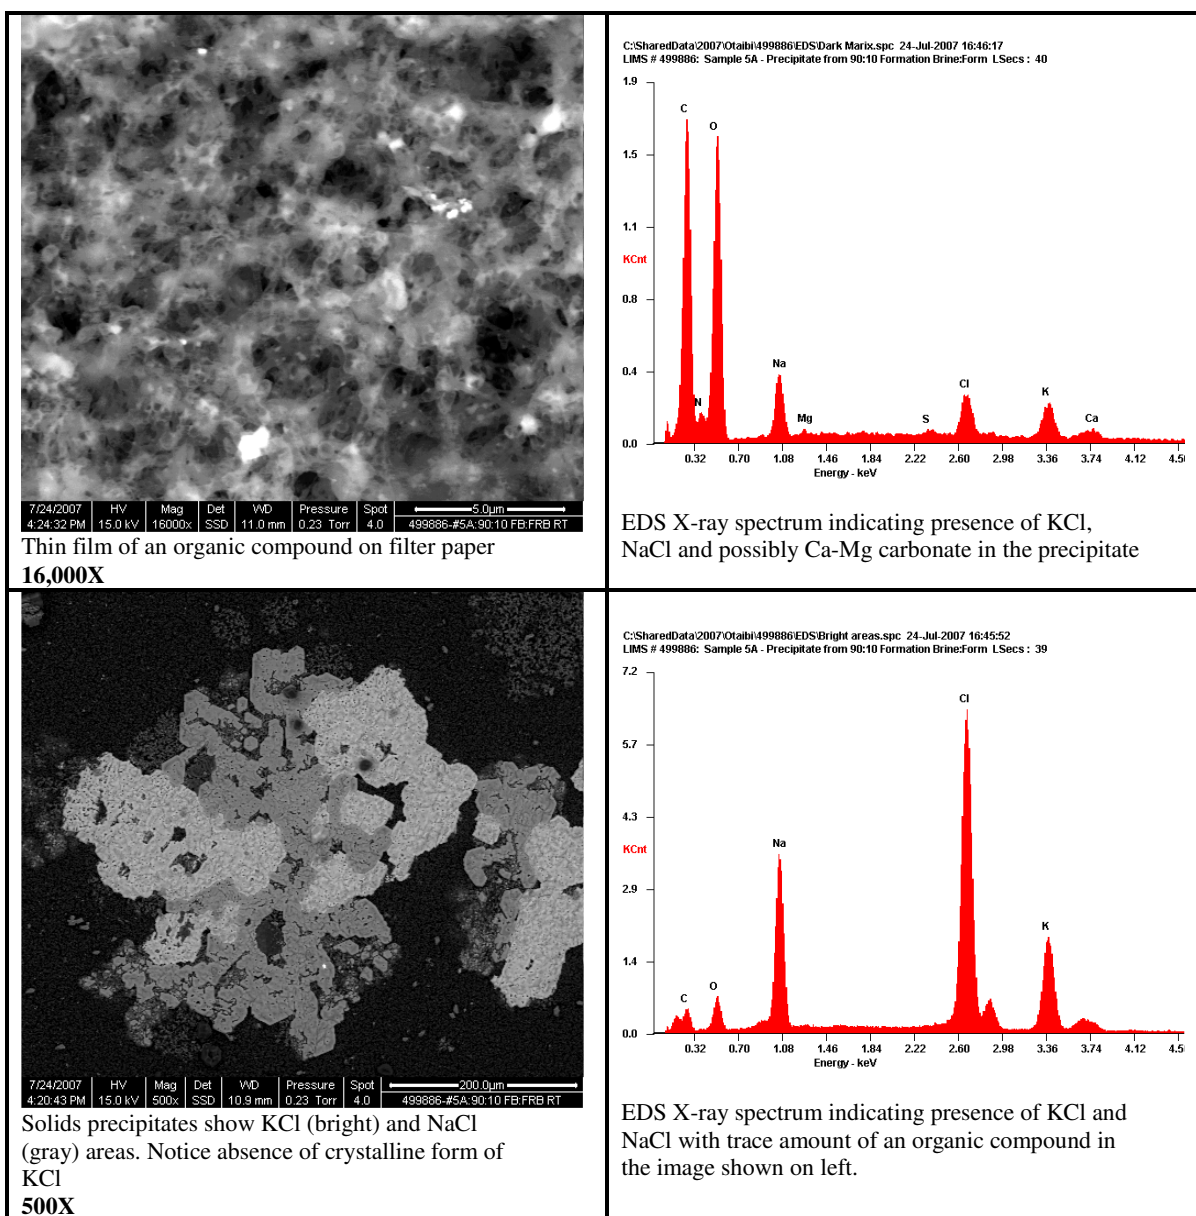 7/24/2007 HV Mag Det WD Pressure Spot 5.0µm
4:24:32 PM 15.0 kV 16000x SSD 11.0 mm 0.23 Torr 4.0 499886-#5A:90:10 FB:FRB RT
Thin film of an organic compound on filter paper
16,000X
C:\SharedData\2007\Otaibi\499886\EDS\Dark Marix.spc 24-Jul-2007 16:46:17
LIMS # 499886: Sample 5A - Precipitate from 90:10 Formation Brine:Form LSecs : 40
1.9
1.5
1.1
KCnt
0.8
0.4
0.0
C
O
N
Na
Mg
S
Cl
K
Ca
0.32 0.70 1.08 1.46 1.84 2.22 2.60 2.98 3.36 3.74 4.12 4.50
Energy - keV
EDS X-ray spectrum indicating presence of KCl,
NaCl and possibly Ca-Mg carbonate in the precipitate
7/24/2007 HV Mag Det WD Pressure Spot 200.0µm
4:20:43 PM 15.0 kV 500x SSD 10.9 mm 0.23 Torr 4.0 499886-#5A:90:10 FB:FRB RT
Solids precipitates show KCl (bright) and NaCl
(gray) areas. Notice absence of crystalline form of
KCl
500X
C:\SharedData\2007\Otaibi\499886\EDS\Bright areas.spc 24-Jul-2007 16:45:52
LIMS # 499886: Sample 5A - Precipitate from 90:10 Formation Brine:Form LSecs : 39
7.2
5.7
4.3
KCnt
2.9
1.4
0.0
C
O
Na
Cl
K
0.32 0.70 1.08 1.46 1.84 2.22 2.60 2.98 3.36 3.74 4.12 4.5
Energy - keV
EDS X-ray spectrum indicating presence of KCl and
NaCl with trace amount of an organic compound in
the image shown on left.